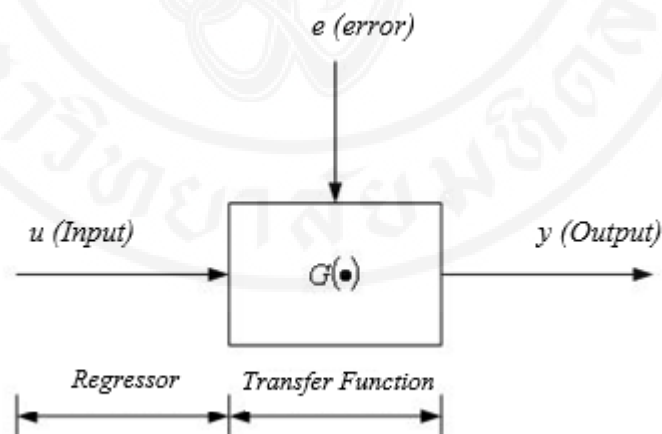 e (error)
u (Input)
y (Output)
G(•)
Regressor
Transfer Function